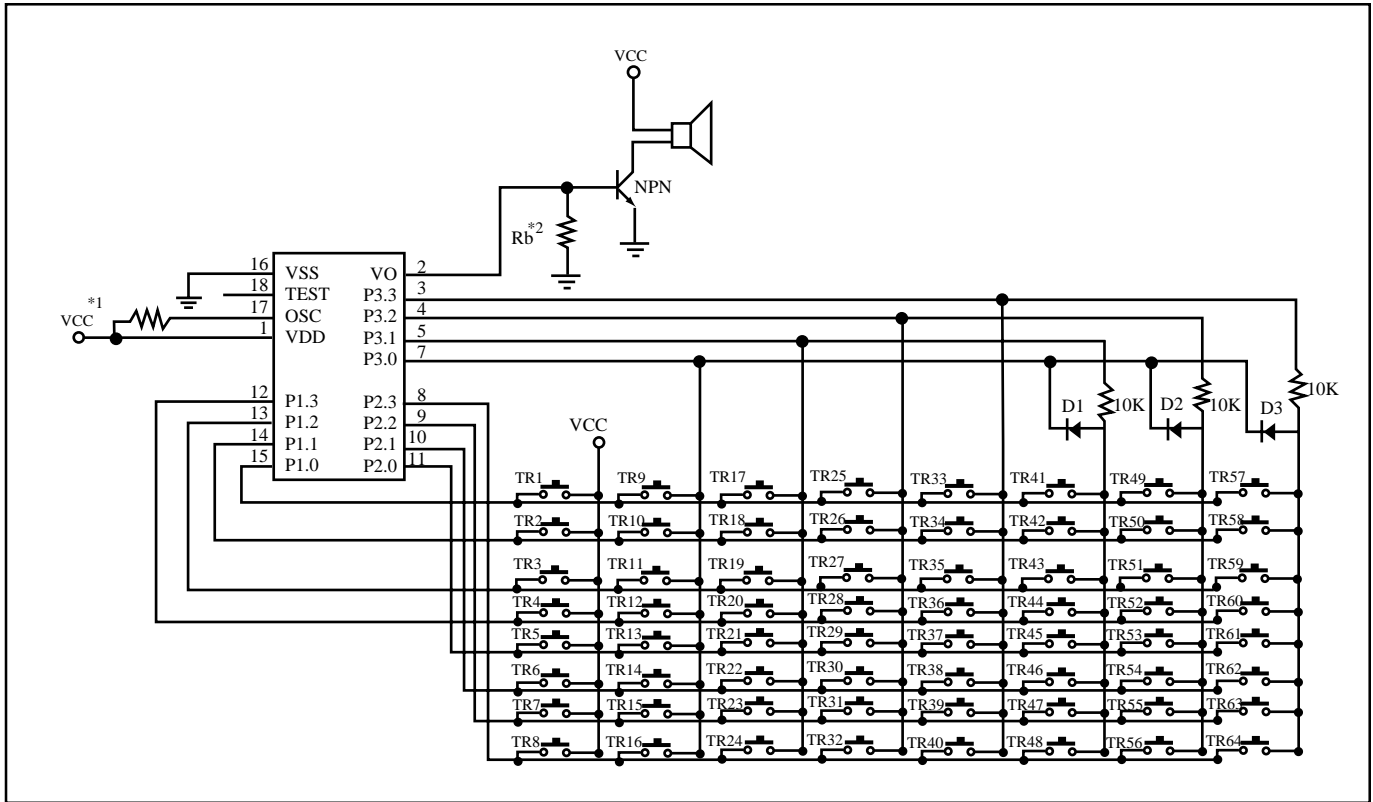 VCC
NPN
Rb*2
16 VSS VO 2
18 TEST P3.3 3
17 OSC P3.2 4
1 VDD P3.1 5
P3.0 7
*1
VCC
12 P1.3 P2.3 8
13 P1.2 P2.2 9
14 P1.1 P2.1 10
15 P1.0 P2.0 11
VCC
D1 10K D2 10K D3 10K
TR1 TR9 TR17 TR25 TR33 TR41 TR49 TR57
TR2 TR10 TR18 TR26 TR34 TR42 TR50 TR58
TR3 TR11 TR19 TR27 TR35 TR43 TR51 TR59
TR4 TR12 TR20 TR28 TR36 TR44 TR52 TR60
TR5 TR13 TR21 TR29 TR37 TR45 TR53 TR61
TR6 TR14 TR22 TR30 TR38 TR46 TR54 TR62
TR7 TR15 TR23 TR31 TR39 TR47 TR55 TR63
TR8 TR16 TR24 TR32 TR40 TR48 TR56 TR64